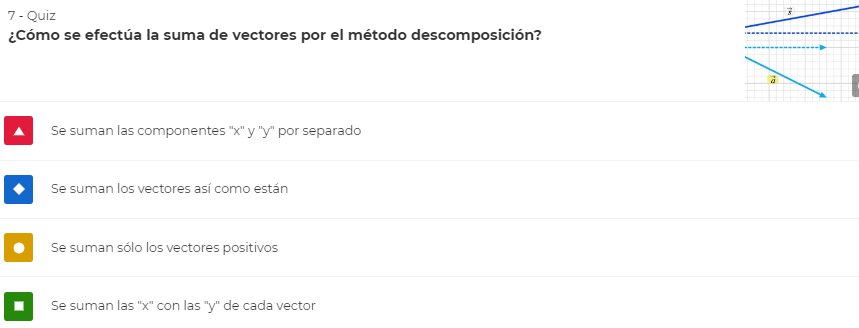 7 - Quiz
¿Cómo se efectúa la suma de vectores por el método descomposición?
s
a
Se suman las componentes "x" y "y" por separado
Se suman los vectores así como están
Se suman sólo los vectores positivos
Se suman las "x" con las "y" de cada vector